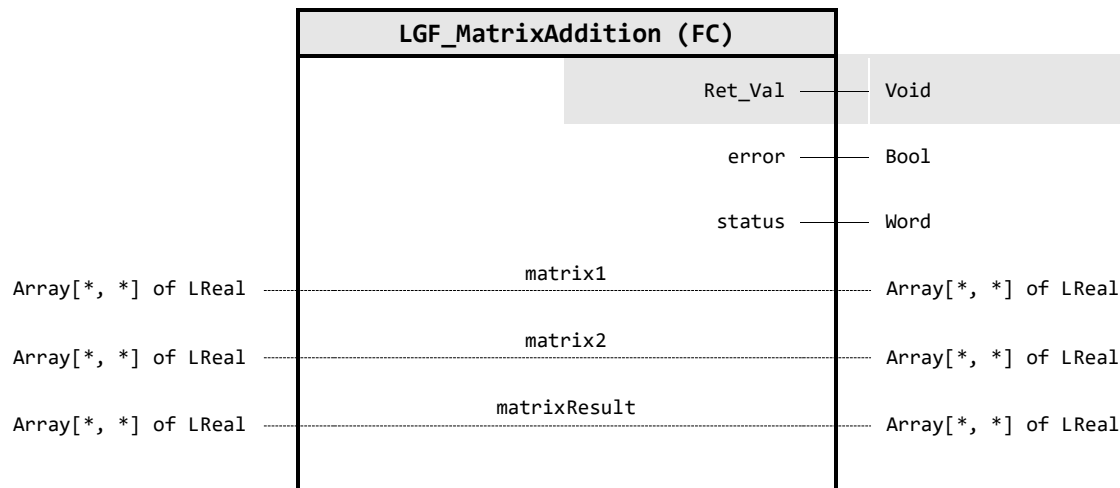 LGF_MatrixAddition (FC)
Ret_Val Void
error Bool
status Word
matrix1
Array[*, *] of LReal Array[*, *] of LReal
matrix2
Array[*, *] of LReal Array[*, *] of LReal
matrixResult
Array[*, *] of LReal Array[*, *] of LReal